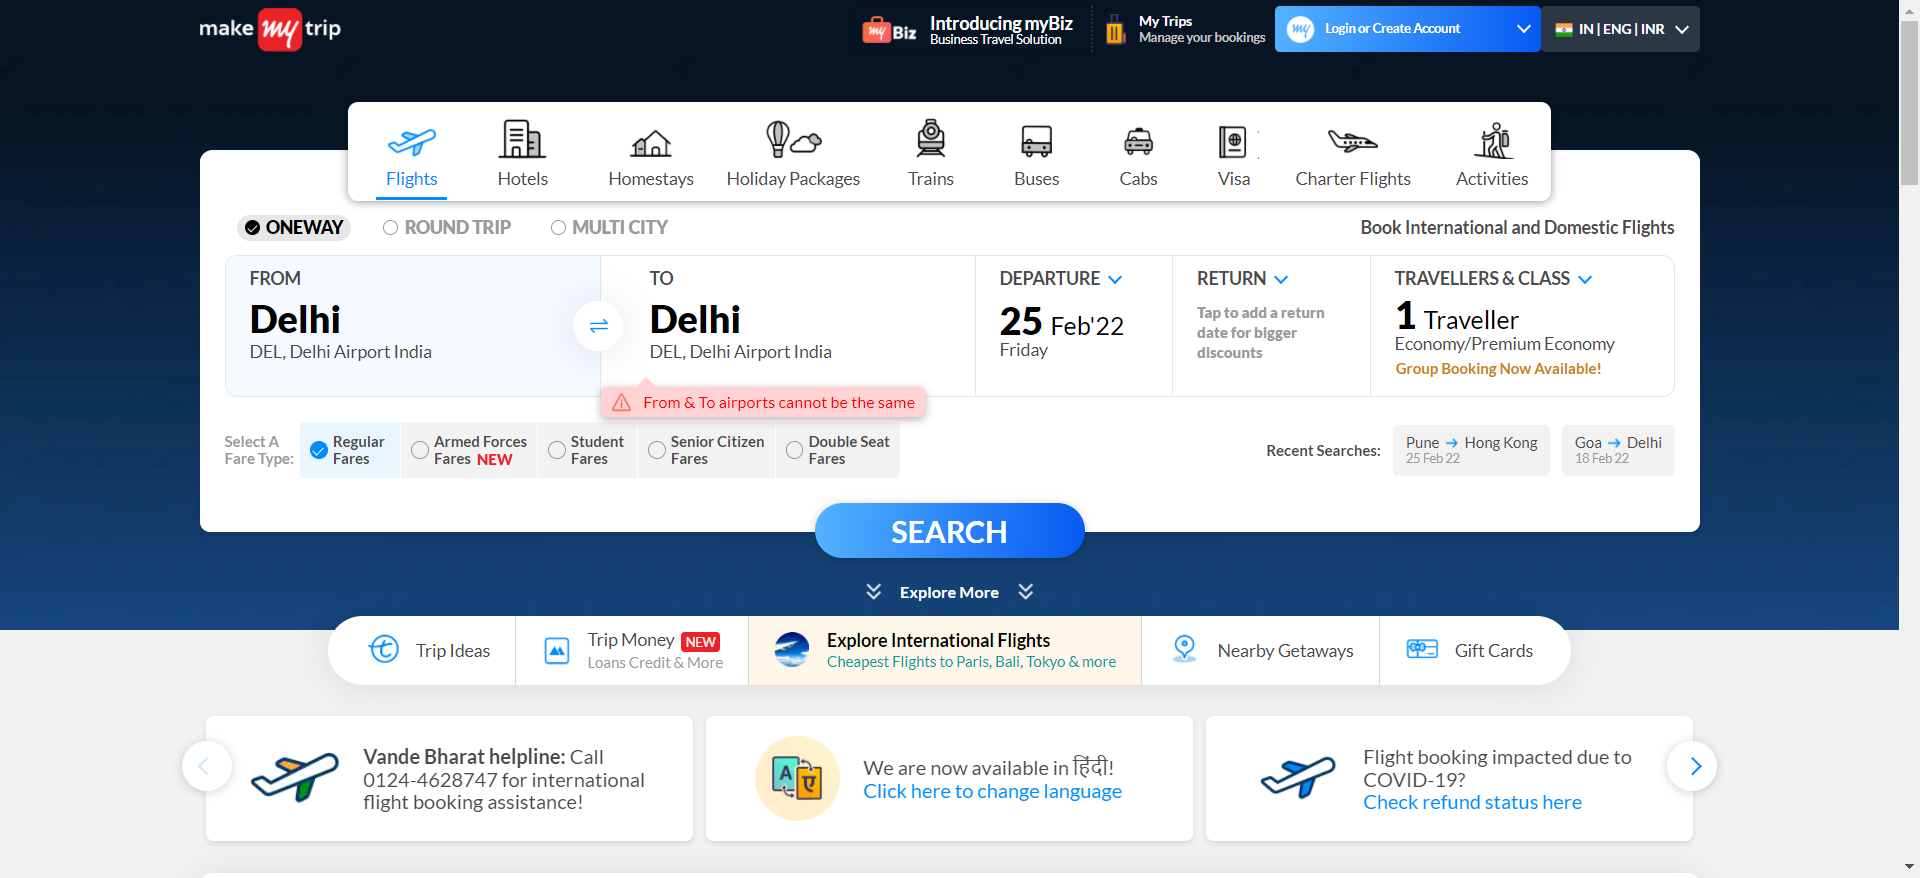 make my trip
my Biz
Introducing myBiz
Business Travel Solution
My Trips
Manage your bookings
my
Login or Create Account
IN | ENG | INR
Flights
Hotels
Homestays
Holiday Packages
Trains
Buses
Cabs
Visa
Charter Flights
Activities
ONEWAY
ROUND TRIP
MULTI CITY
Book International and Domestic Flights
FROM
Delhi
DEL, Delhi Airport India
TO
Delhi
DEL, Delhi Airport India
DEPARTURE
25 Feb'22
Friday
RETURN
Tap to add a return
date for bigger
discounts
TRAVELLERS & CLASS
1 Traveller
Economy/Premium Economy
Group Booking Now Available!
From & To airports cannot be the same
Select A
Fare Type:
Regular
Fares
Armed Forces
Fares NEW
Student
Fares
Senior Citizen
Fares
Double Seat
Fares
Recent Searches:
Pune → Hong Kong
25 Feb 22
Goa → Delhi
18 Feb 22
SEARCH
Explore More
Trip Ideas
Trip Money NEW
Loans Credit & More
Explore International Flights
Cheapest Flights to Paris, Bali, Tokyo & more
Nearby Getaways
Gift Cards
Vande Bharat helpline: Call
0124-4628747 for international
flight booking assistance!
A ए
We are now available in हिंदी!
Click here to change language
Flight booking impacted due to
COVID-19?
Check refund status here